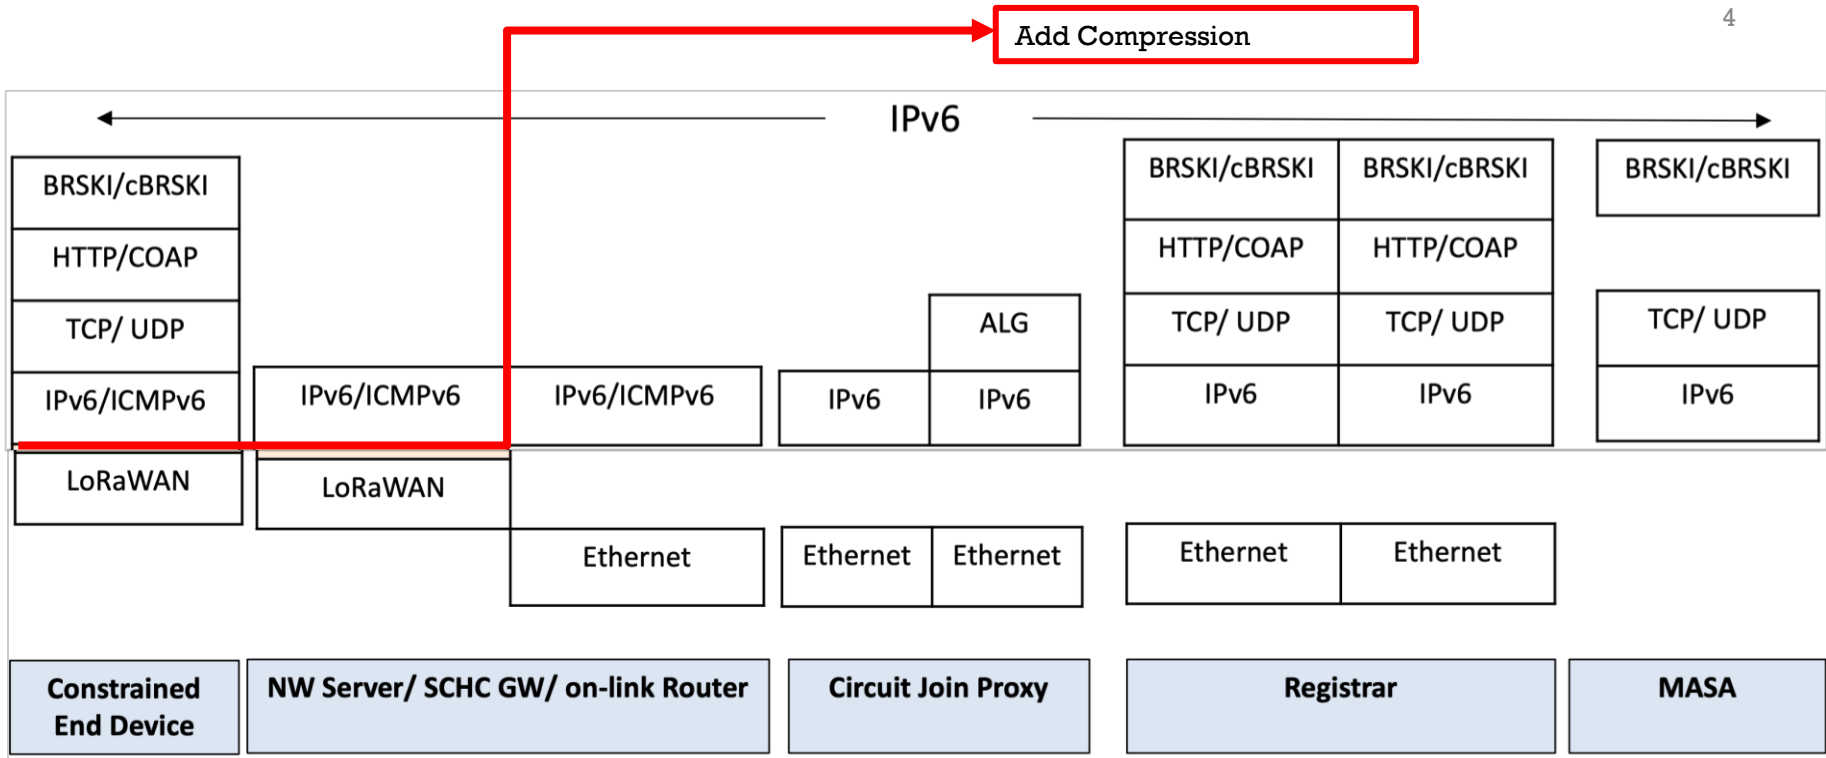 4
Add Compression
IPv6
BRSKI/cBRSKI
HTTP/COAP
TCP/ UDP
IPv6/ICMPv6
LoRaWAN
IPv6/ICMPv6
IPv6/ICMPv6
LoRaWAN
Ethernet
ALG
IPv6
IPv6
Ethernet
Ethernet
BRSKI/cBRSKI
BRSKI/cBRSKI
HTTP/COAP
HTTP/COAP
TCP/ UDP
TCP/ UDP
IPv6
IPv6
Ethernet
Ethernet
BRSKI/cBRSKI
TCP/ UDP
IPv6
Constrained
End Device
NW Server/ SCHC GW/ on-link Router
Circuit Join Proxy
Registrar
MASA